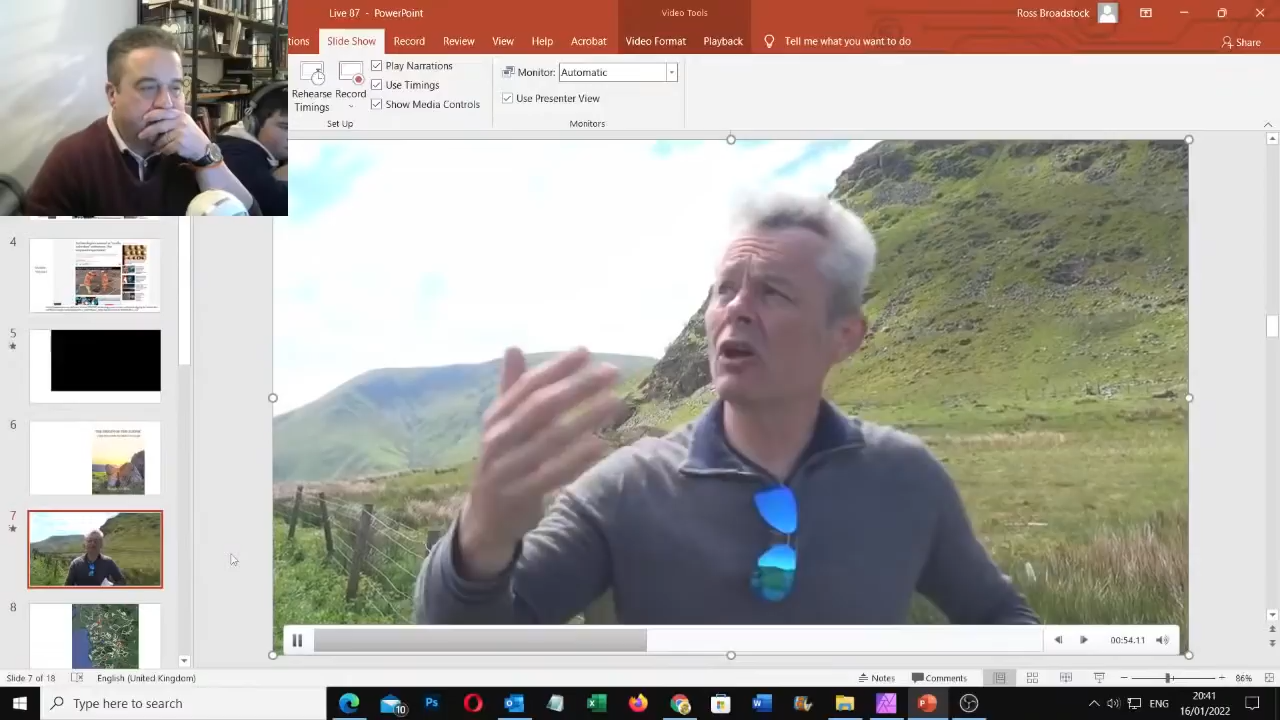 Live 87 - PowerPoint
Video Tools
Ross Broadstock
tions
Slide Show
Record
Review
View
Help
Acrobat
Video Format
Playback
Tell me what you want to do
Share
Rehearse
Timings
Record
Play Narrations
Use Timings
Show Media Controls
Set Up
Monitor:
Automatic
Use Presenter View
Monitors
4
5
6
7
8
00:54.11
Slide 7 of 18
English (United Kingdom)
Notes
Comments
86%
Type here to search
10
ENG
20:41
16/01/2022